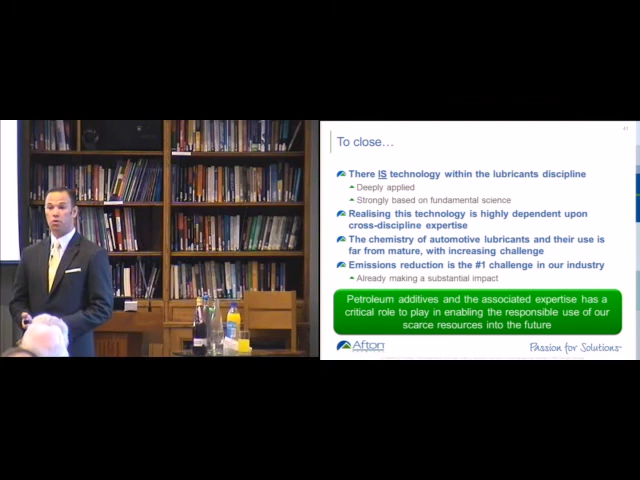 41
To close…
There IS technology within the lubricants discipline
Deeply applied
Strongly based on fundamental science
Realising this technology is highly dependent upon
cross-discipline expertise
The chemistry of automotive lubricants and their use is
far from mature, with increasing challenge
Emissions reduction is the #1 challenge in our industry
Already making a substantial impact
Petroleum additives and the associated expertise has a
critical role to play in enabling the responsible use of our
scarce resources into the future
Afton
Passion for Solutions